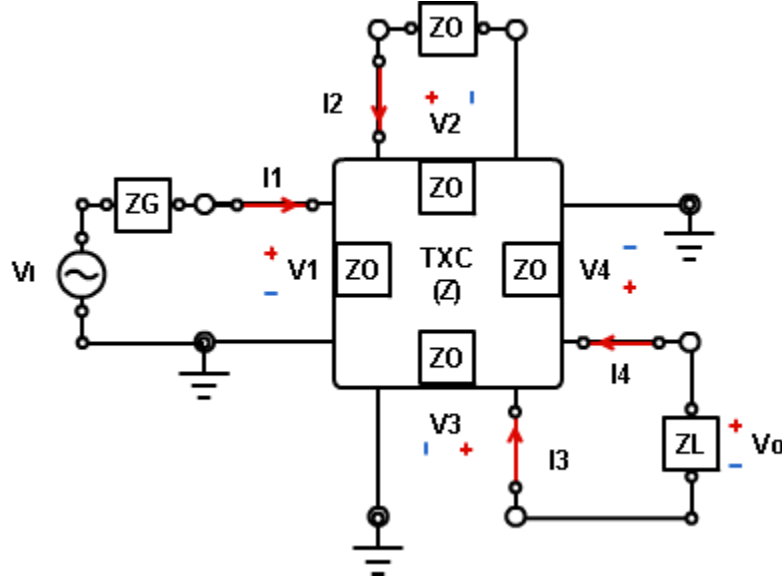 ZO
I2
+ -
V2
ZG
I1
ZO
VI
+
V1
-
ZO
TXC
(Z)
ZO
-
V4
+
ZO
I4
V3
- +
I3
ZL
+
Vo
-